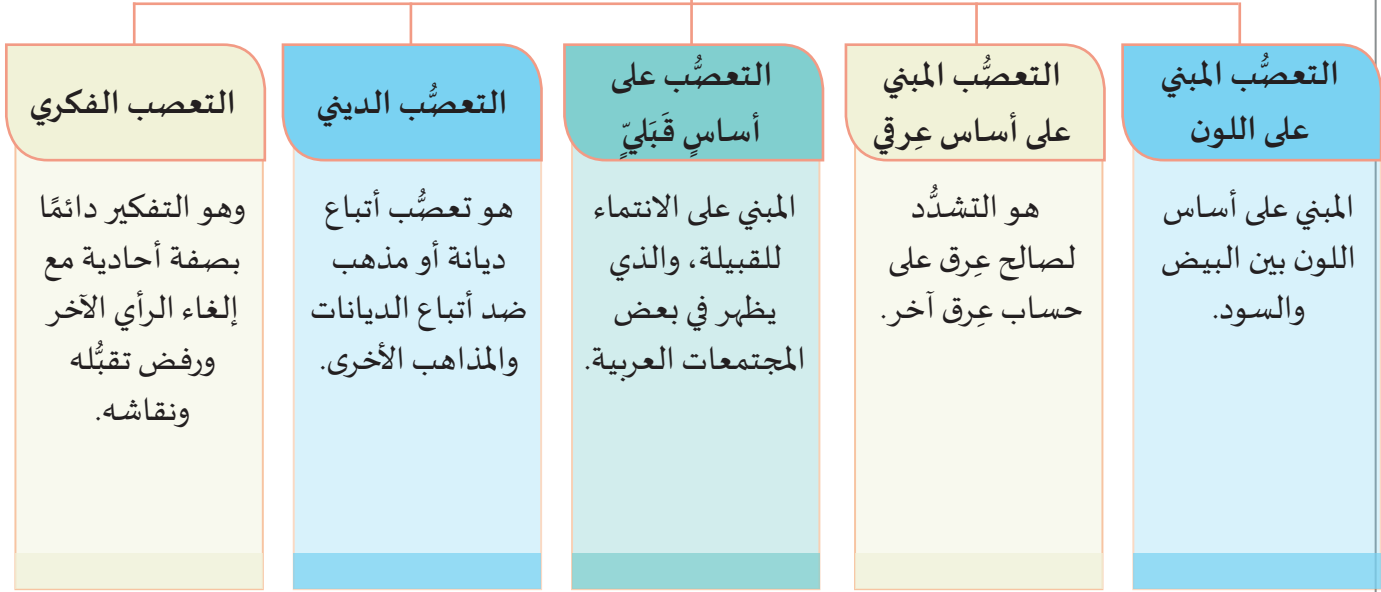 التعصُّب المبني
على اللون
المبني على أساس
اللون بين البيض
والسود.
التعصُّب المبني
على أساس عِرقي
هو التشدُّد
لصالح عِرق على
حساب عِرق آخر.
التعصُّب على
أساسٍ قَبَليٍّ
المبني على الانتماء
للقبيلة، والذي
يظهر في بعض
المجتمعات العربية.
التعصُّب الديني
هو تعصُّب أتباع
ديانة أو مذهب
ضد أتباع الديانات
والمذاهب الأخرى.
التعصب الفكري
وهو التفكير دائمًا
بصفة أحادية مع
إلغاء الرأي الآخر
ورفض تقبُّله
ونقاشه.